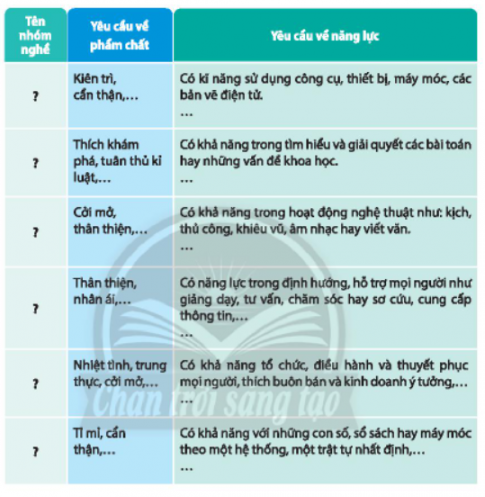 Tên
nhóm
nghề
Yêu cầu về
phẩm chất
Yêu cầu về năng lực
?
Kiên trì,
cẩn thận,...
Có kĩ năng sử dụng công cụ, thiết bị, máy móc, các
bản vẽ điện tử.
...
?
Thích khám
phá, tuân thủ kỉ
luật,...
Có khả năng trong tìm hiểu và giải quyết các bài toán
hay những vấn đề khoa học.
...
?
Cởi mở,
thân thiện,...
Có khả năng trong hoạt động nghệ thuật như: kịch,
thủ công, khiêu vũ, âm nhạc hay viết văn.
...
?
Thân thiện,
nhân ái,...
Có năng lực trong định hướng, hỗ trợ mọi người như
giảng dạy, tư vấn, chăm sóc hay sơ cứu, cung cấp
thông tin,...
...
?
Nhiệt tình, trung
thực, cởi mở,...
Có khả năng tổ chức, điều hành và thuyết phục
mọi người, thích buôn bán và kinh doanh ý tưởng,...
...
?
Tỉ mỉ, cẩn
thận,...
Có khả năng với những con số, sổ sách hay máy móc
theo một hệ thống, một trật tự nhất định,...
...
Chân trời sáng tạo